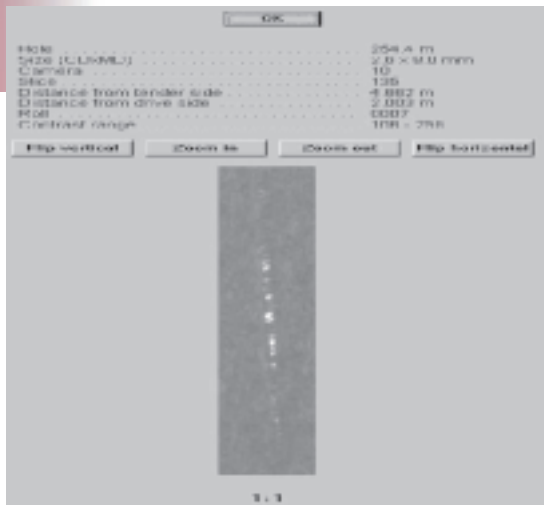 OK
Hole . . . . . . . . . . . . . . . . . . . . . . 254.4 m
Size (CDxMD) . . . . . . . . . . . . . . . . . . 2.8 x 9.0 mm
Camera . . . . . . . . . . . . . . . . . . . . . 10
Slice . . . . . . . . . . . . . . . . . . . . . . 135
Distance from tender side . . . . . . . . . . . . 4.882 m
Distance from drive side . . . . . . . . . . . . 2.003 m
Roll . . . . . . . . . . . . . . . . . . . . . . 0007
Contrast range . . . . . . . . . . . . . . . . .
Flip vertical Zoom in Zoom out Flip horizontal
1:1